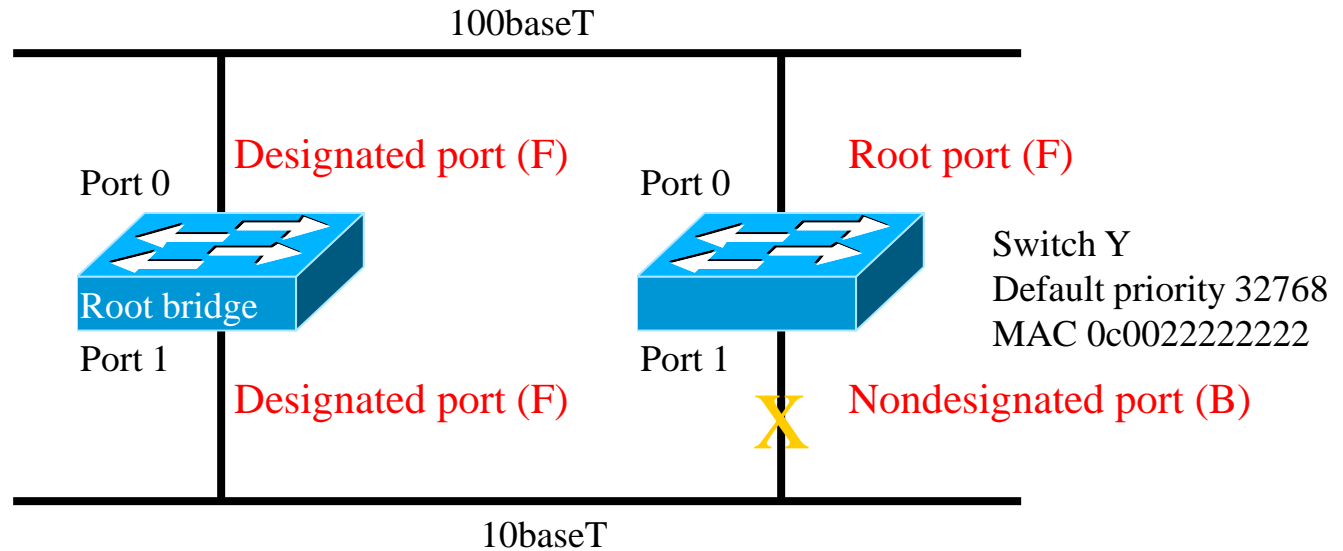 100baseT
Designated port (F)
Root port (F)
Port 0
Port 0
Switch Y
Default priority 32768
MAC 0c0022222222
Root bridge
Port 1
Port 1
Designated port (F)
X
Nondesignated port (B)
10baseT